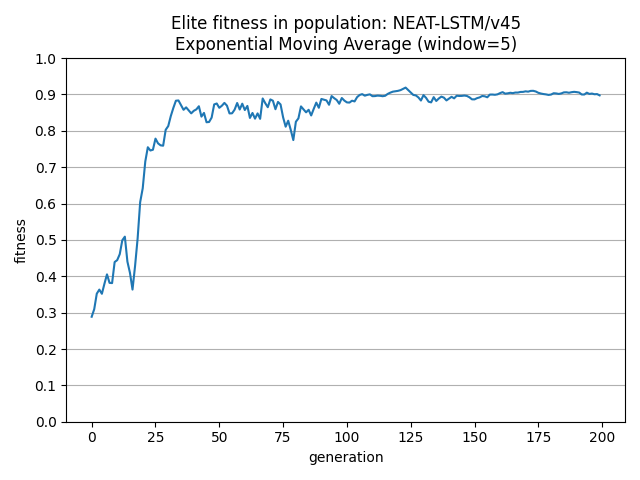 Elite fitness in population: NEAT-LSTM/v45
Exponential Moving Average (window=5)
fitness
1.0
0.9
0.8
0.7
0.6
0.5
0.4
0.3
0.2
0.1
0.0
0 25 50 75 100 125 150 175 200
generation